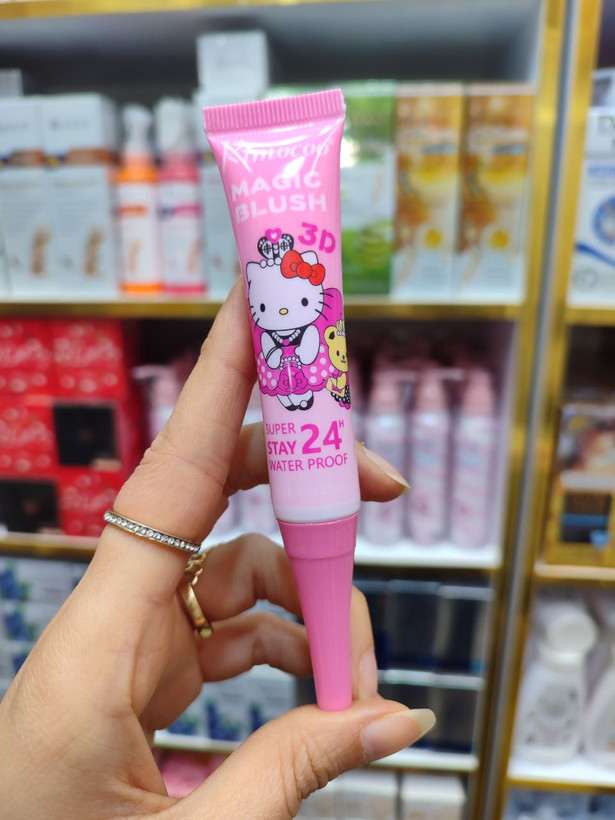 MAGIC
BLUSH
3D
SUPER
STAY 24H
WATER PROOF